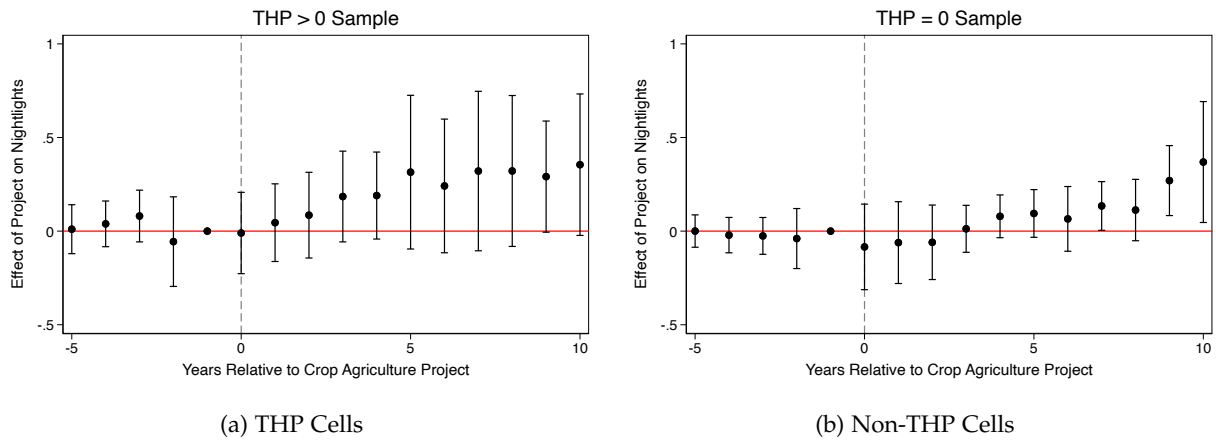 THP > 0 Sample
1
.5
0
-.5
Effect of Project on Nightlights
-5
0
5
10
Years Relative to Crop Agriculture Project
(a) THP Cells
THP = 0 Sample
1
.5
0
-.5
Effect of Project on Nightlights
-5
0
5
10
Years Relative to Crop Agriculture Project
(b) Non-THP Cells